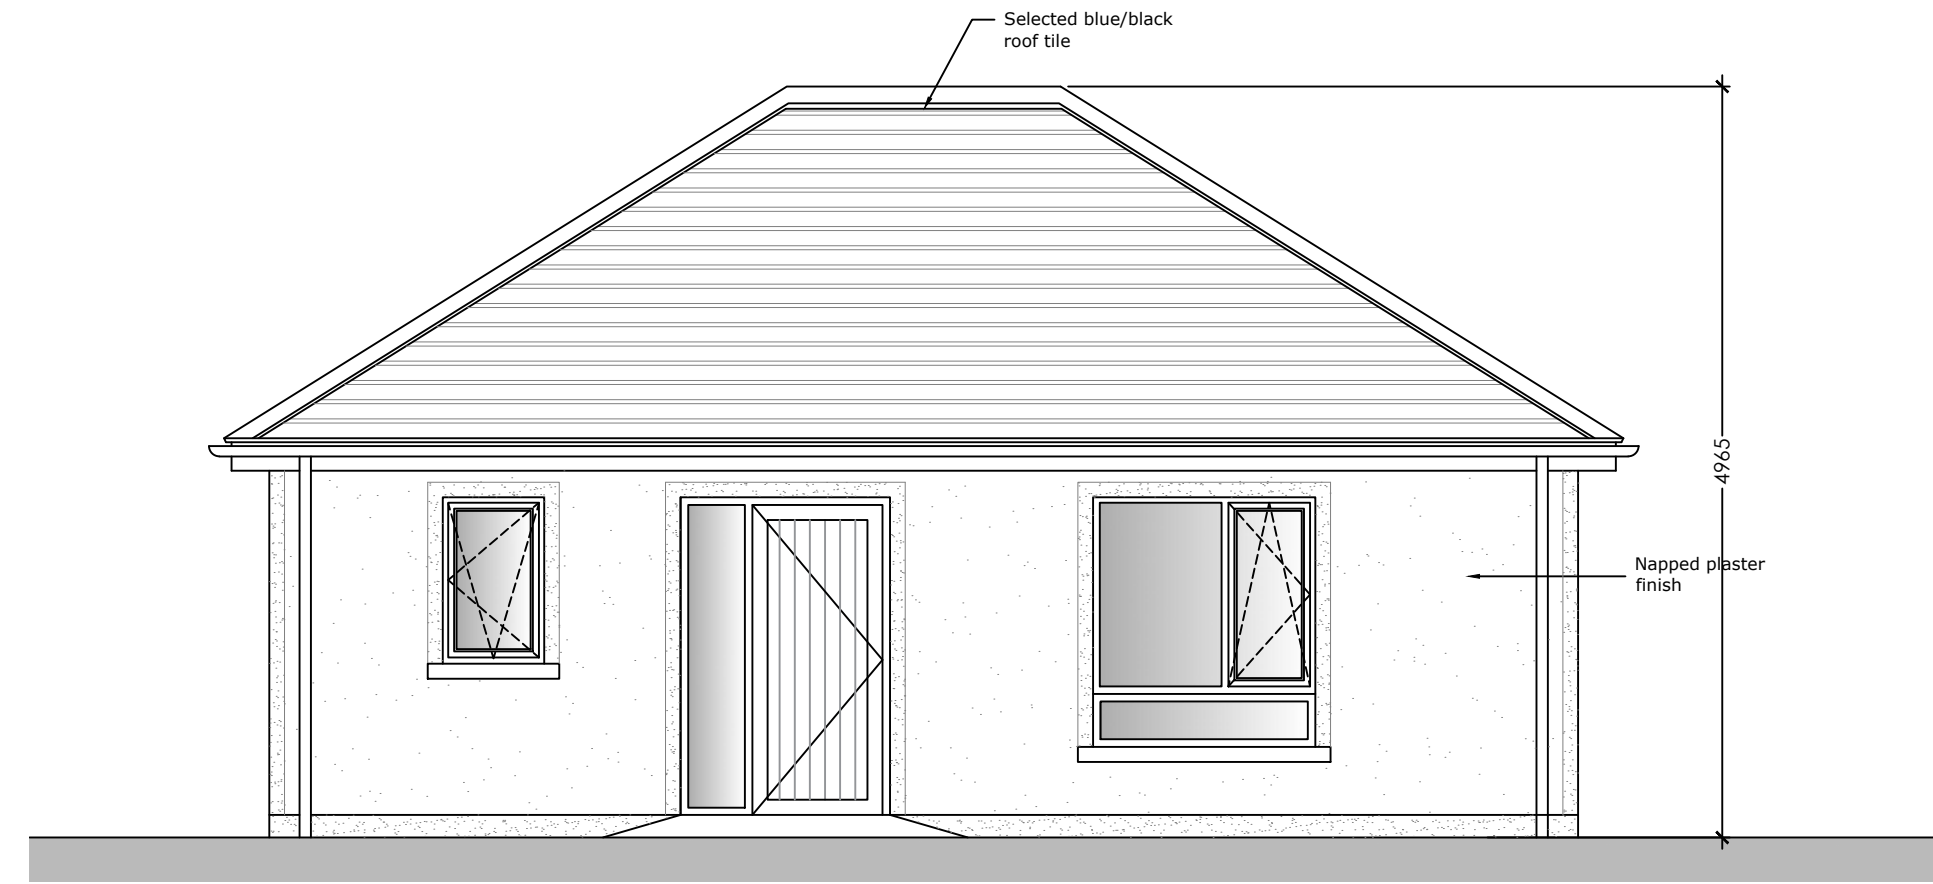 Selected blue/black
roof tile
4965
Napped plaster
finish